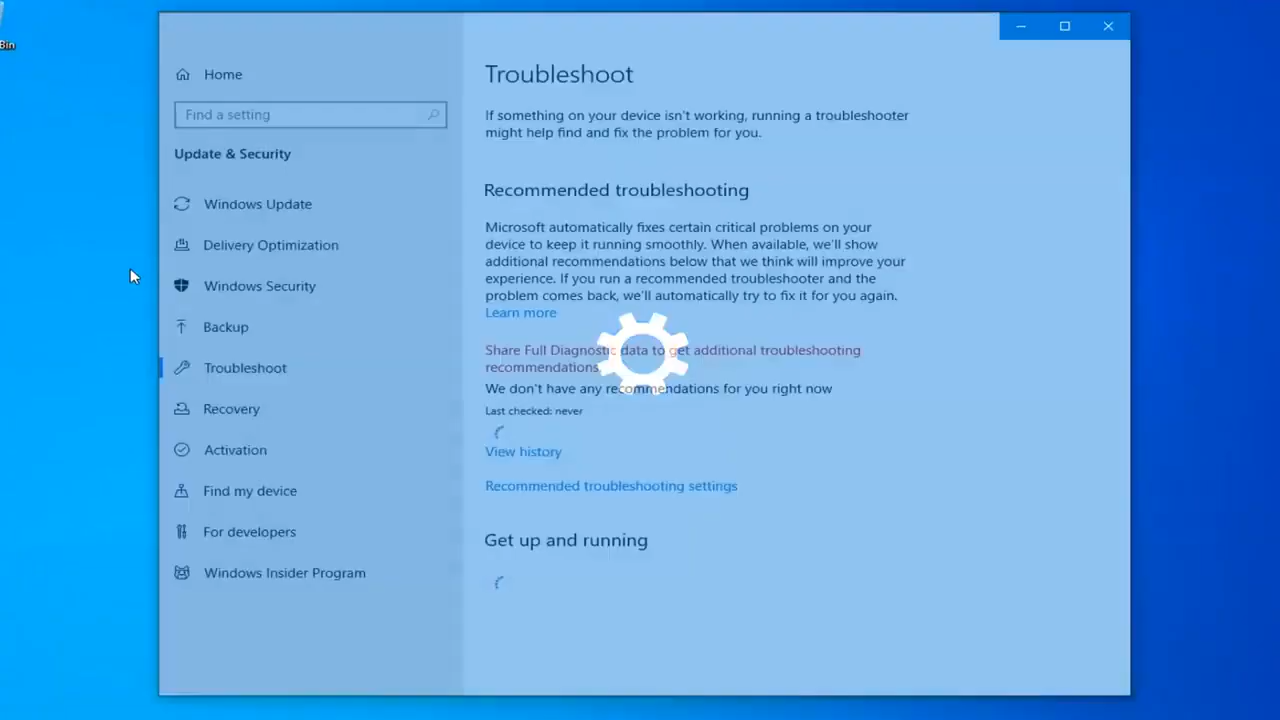 Bin
Home
Find a setting
Update & Security
Windows Update
Delivery Optimization
Windows Security
Backup
Troubleshoot
Recovery
Activation
Find my device
For developers
Windows Insider Program
Troubleshoot
If something on your device isn't working, running a troubleshooter
might help find and fix the problem for you.
Recommended troubleshooting
Microsoft automatically fixes certain critical problems on your
device to keep it running smoothly. When available, we'll show
additional recommendations below that we think will improve your
experience. If you run a recommended troubleshooter and the
problem comes back, we'll automatically try to fix it for you again.
Learn more
Share Full Diagnostic data to get additional troubleshooting
recommendations.
We don't have any recommendations for you right now
Last checked: never
View history
Recommended troubleshooting settings
Get up and running